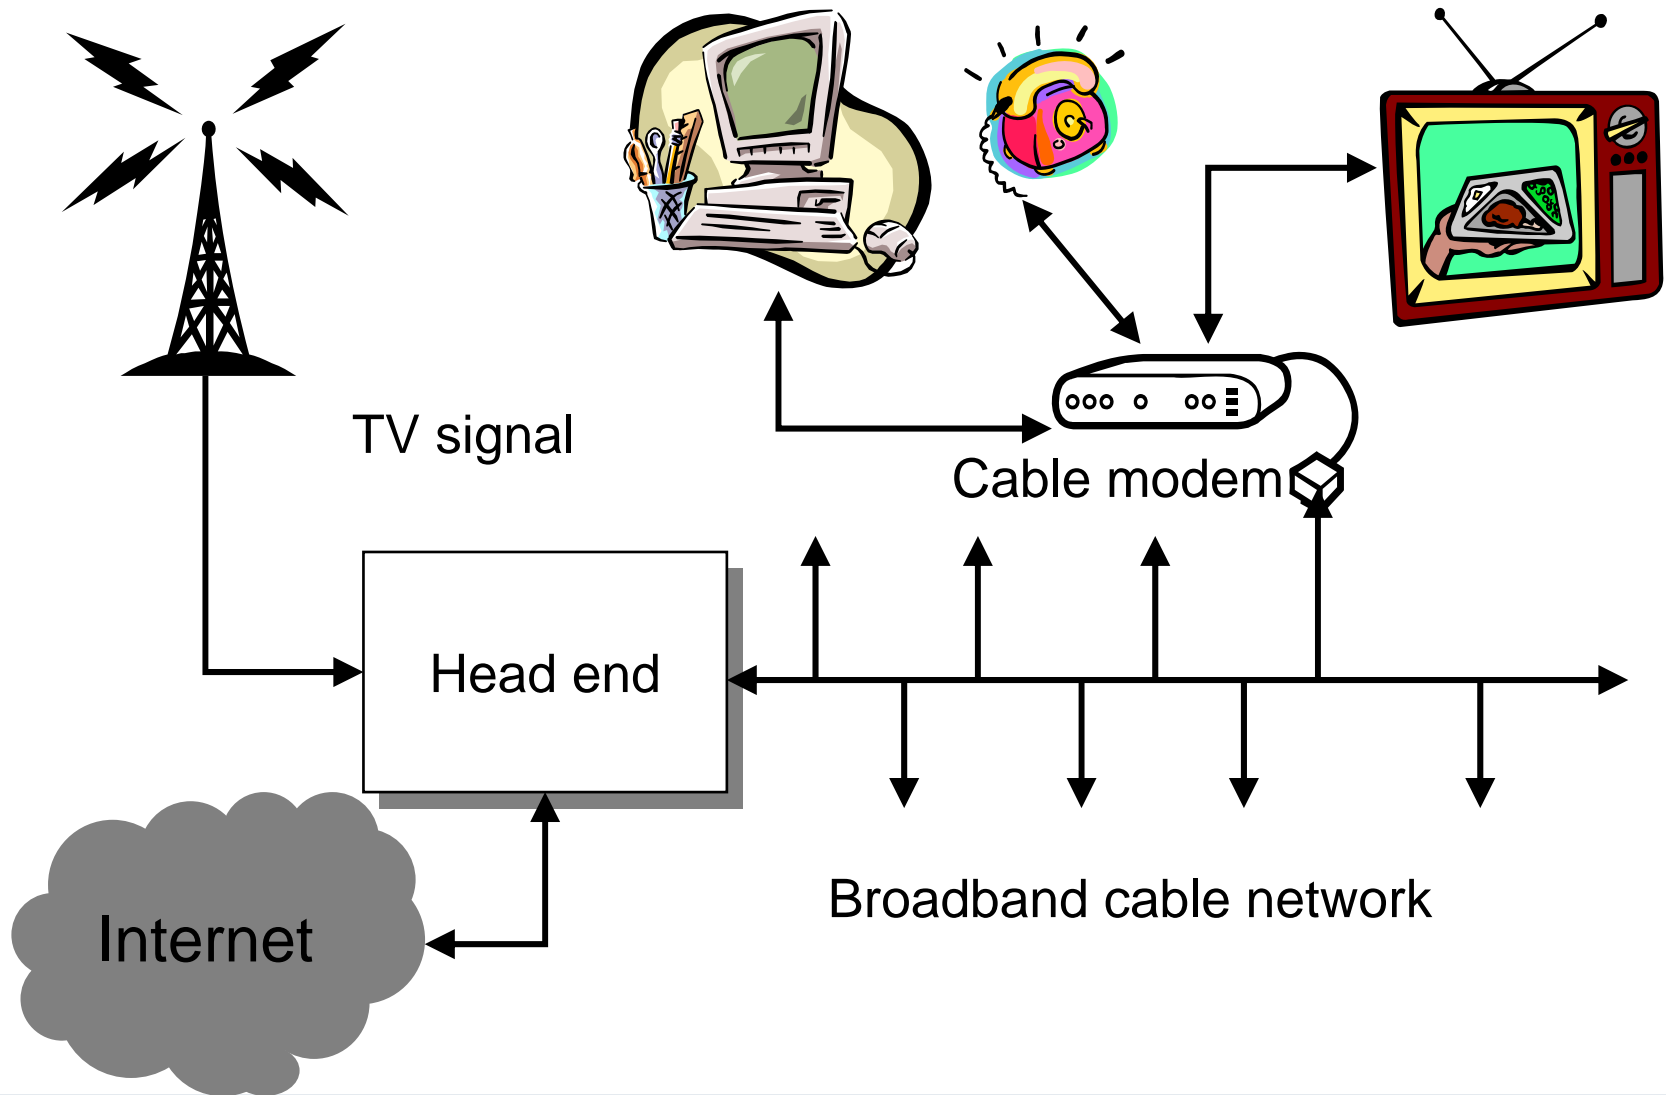 TV signal
Cable modem
Head end
Broadband cable network
Internet